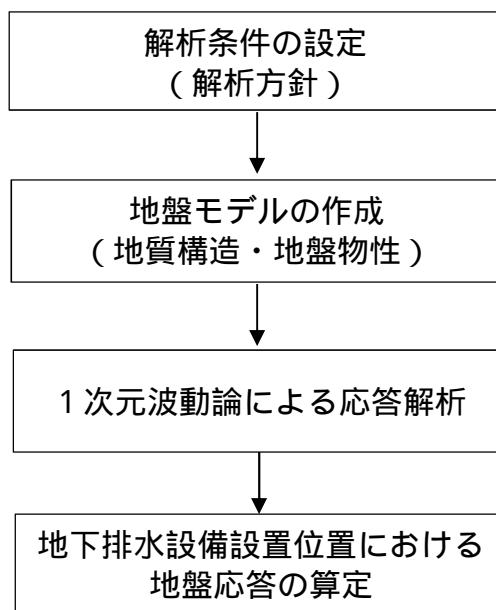 解析条件の設定
（解析方針）
地盤モデルの作成
（地質構造・地盤物性）
1次元波動論による応答解析
地下排水設備設置位置における
地盤応答の算定